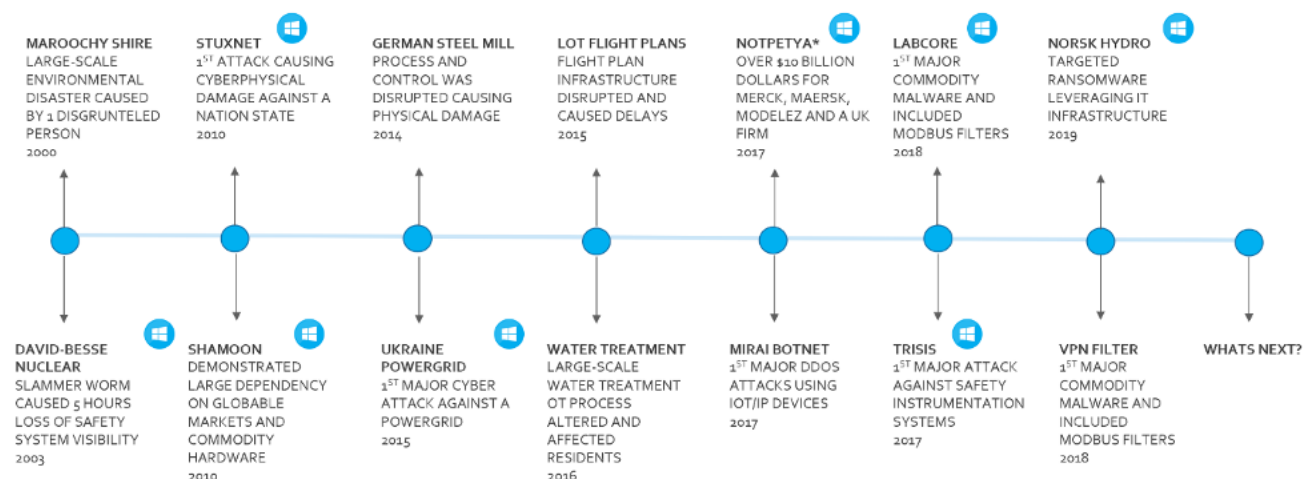 MAROOCHY SHIRE
LARGE-SCALE
ENVIRONMENTAL
DISASTER CAUSED
BY 1 DISGRUNTELED
PERSON
2000
STUXNET
1ST ATTACK CAUSING
CYBERPHYSICAL
DAMAGE AGAINST A
NATION STATE
2010
GERMAN STEEL MILL
PROCESS AND
CONTROL WAS
DISRUPTED CAUSING
PHYSICAL DAMAGE
2014
LOT FLIGHT PLANS
FLIGHT PLAN
INFRASTRUCTURE
DISRUPTED AND
CAUSED DELAYS
2015
NOTPETYA*
OVER $10 BILLION
DOLLARS FOR
MERCK, MAERSK,
MODELEZ AND A UK
FIRM
2017
LABCORE
1ST MAJOR
COMMODITY
MALWARE AND
INCLUDED
MODBUS FILTERS
2018
NORSK HYDRO
TARGETED
RANSOMWARE
LEVERAGING IT
INFRASTRUCTURE
2019
DAVID-BESSE
NUCLEAR
SLAMMER WORM
CAUSED 5 HOURS
LOSS OF SAFETY
SYSTEM VISIBILITY
2003
SHAMOON
DEMONSTRATED
LARGE DEPENDENCY
ON GLOBABLE
MARKETS AND
COMMODITY
HARDWARE
2010
UKRAINE
POWERGRID
1ST MAJOR CYBER
ATTACK AGAINST A
POWERGRID
2015
WATER TREATMENT
LARGE-SCALE
WATER TREATMENT
OT PROCESS
ALTERED AND
AFFECTED
RESIDENTS
2016
MIRAI BOTNET
1ST MAJOR DDOS
ATTACKS USING
IOT/IP DEVICES
2017
TRISIS
1ST MAJOR ATTACK
AGAINST SAFETY
INSTRUMENTATION
SYSTEMS
2017
VPN FILTER
1ST MAJOR
COMMODITY
MALWARE AND
INCLUDED
MODBUS FILTERS
2018
WHATS NEXT?